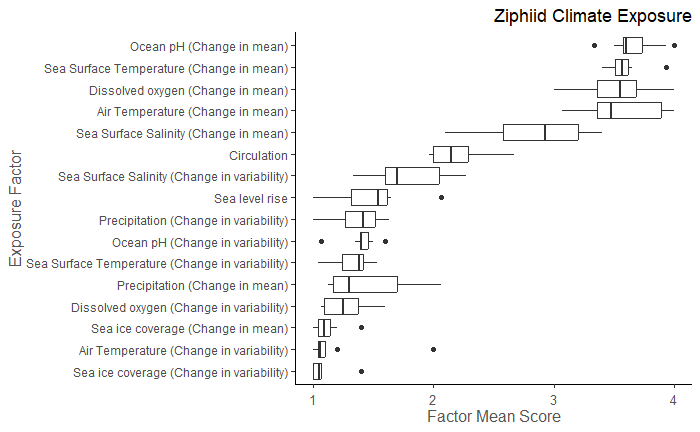 Ziphiid Climate Exposure
Exposure Factor
Ocean pH (Change in mean)
Sea Surface Temperature (Change in mean)
Dissolved oxygen (Change in mean)
Air Temperature (Change in mean)
Sea Surface Salinity (Change in mean)
Circulation
Sea Surface Salinity (Change in variability)
Sea level rise
Precipitation (Change in variability)
Ocean pH (Change in variability)
Sea Surface Temperature (Change in variability)
Precipitation (Change in mean)
Dissolved oxygen (Change in variability)
Sea ice coverage (Change in mean)
Air Temperature (Change in variability)
Sea ice coverage (Change in variability)
1 2 3 4
Factor Mean Score